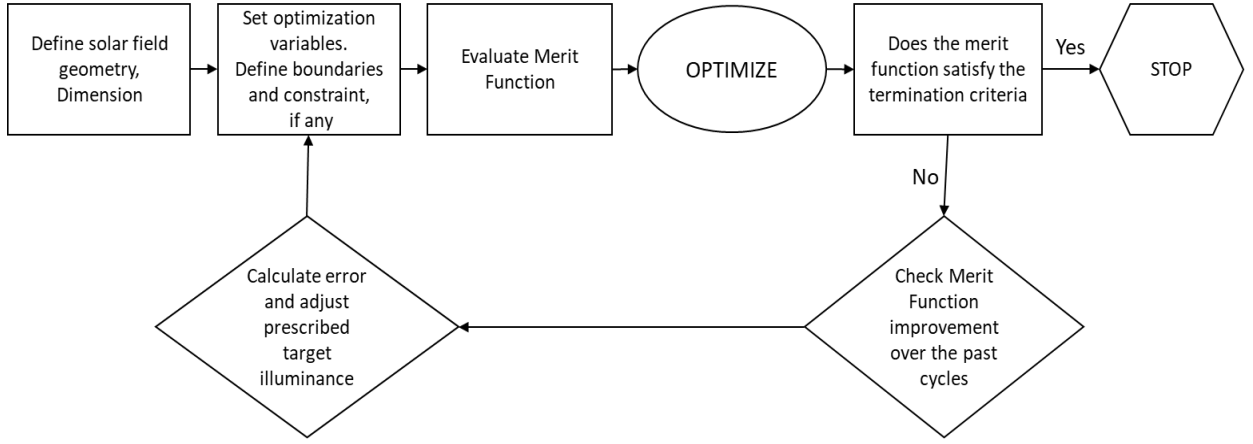 Define solar field
geometry,
Dimension
Set optimization
variables.
Define boundaries
and constraint,
if any
Evaluate Merit
Function
OPTIMIZE
Does the merit
function satisfy the
termination criteria
Yes
STOP
No
Calculate error
and adjust
prescribed
target
illuminance
Check Merit
Function
improvement
over the past
cycles